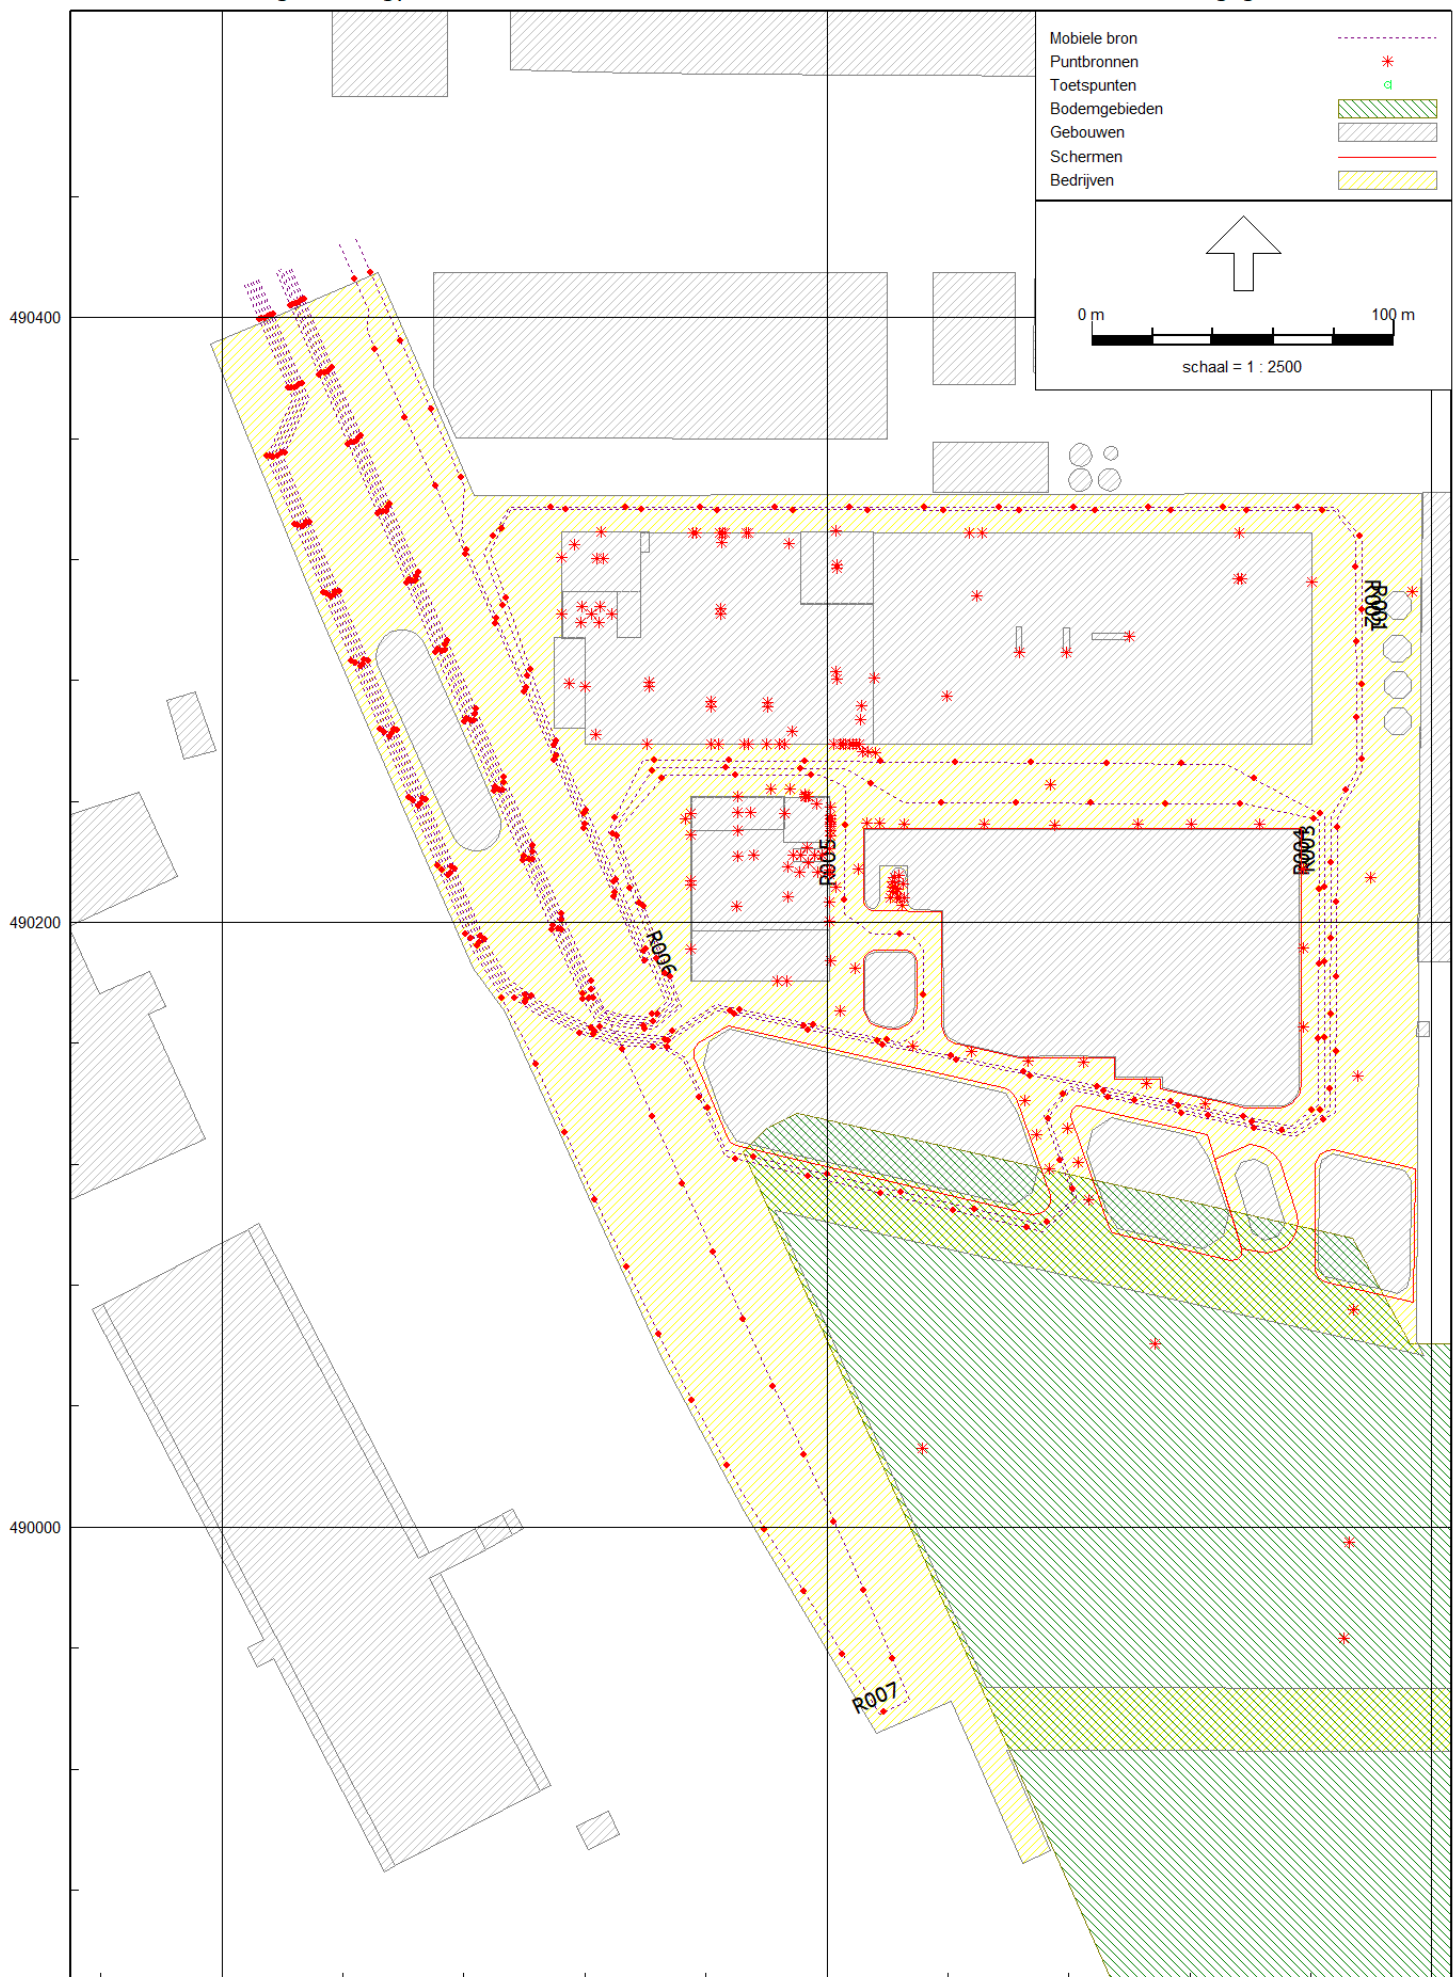 Mobiele bron
Puntbronnen
Toetspunten
Bodemgebieden
Gebouwen
Schermen
Bedrijven
0 m
100 m
schaal = 1 : 2500
490400
R001
R002
R005
R004
R003
490200
R006
490000
R007